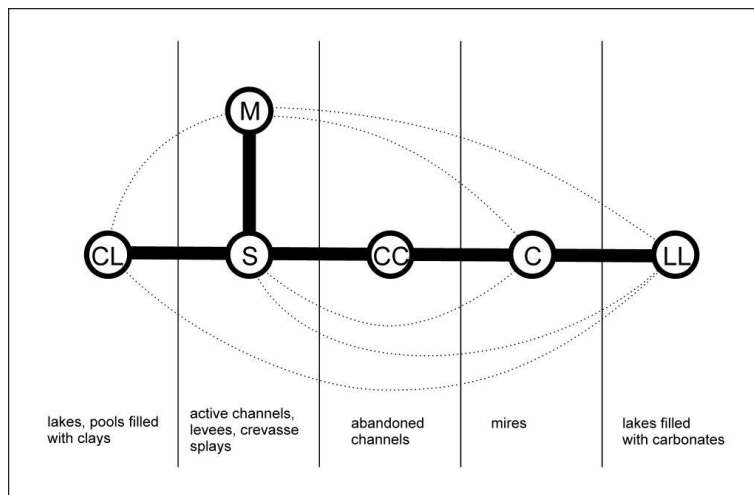 M
CL
S
CC
C
LL
lakes, pools filled
with clays
active channels,
levees, crevasse
splays
abandoned
channels
mires
lakes filled
with carbonates